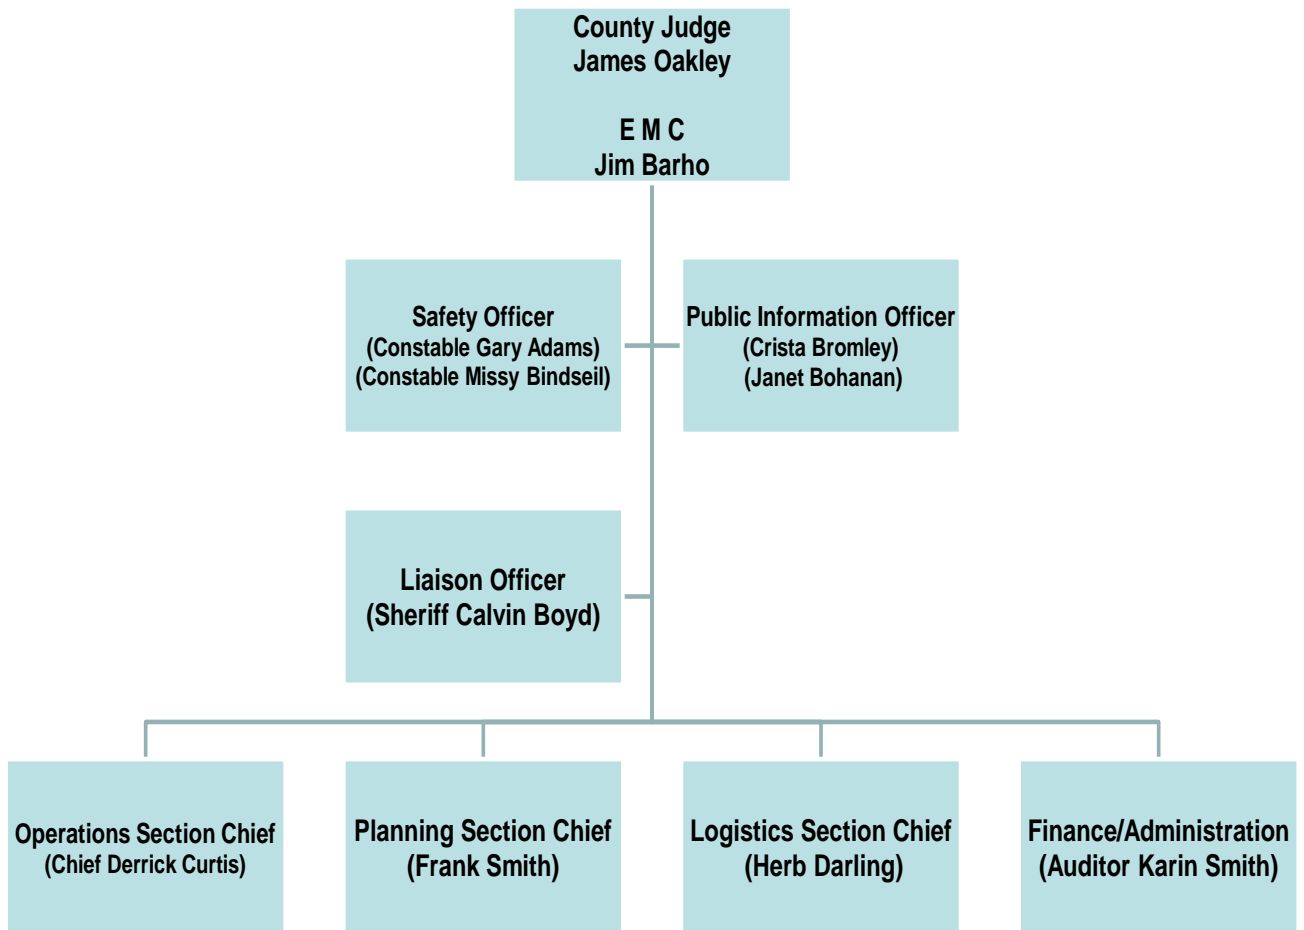 County Judge
James Oakley
E M C
Jim Barho
Safety Officer
(Constable Gary Adams)
(Constable Missy Bindseil)
Public Information Officer
(Crista Bromley)
(Janet Bohanan)
Liaison Officer
(Sheriff Calvin Boyd)
Operations Section Chief
(Chief Derrick Curtis)
Planning Section Chief
(Frank Smith)
Logistics Section Chief
(Herb Darling)
Finance/Administration
(Auditor Karin Smith)